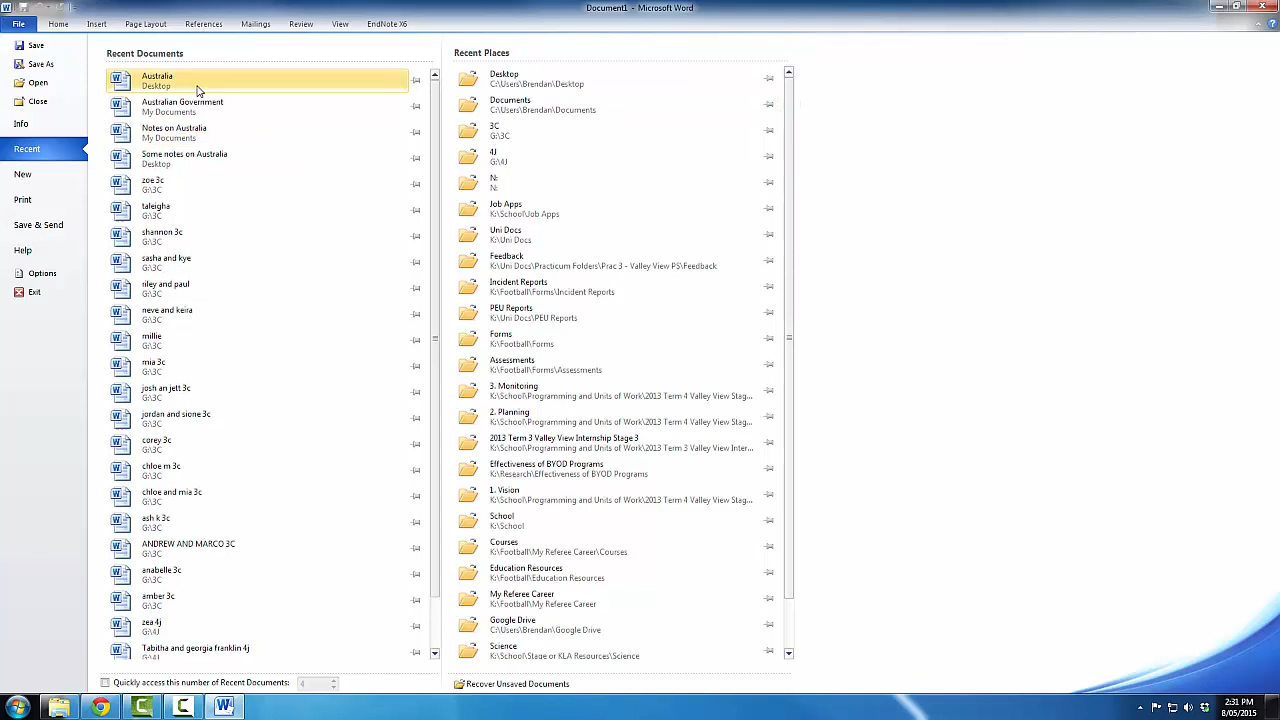 Document1 - Microsoft Word
File Home Insert Page Layout References Mailings Review View EndNote X6
Save
Save As
Open
Close
Info
Recent
New
Print
Save & Send
Help
Options
Exit
Recent Documents
Australia
Desktop
Australian Government
My Documents
Notes on Australia
My Documents
Some notes on Australia
Desktop
zoe 3c
G:\3C
taleigha
G:\3C
shannon 3c
G:\3C
sasha and kye
G:\3C
riley and paul
G:\3C
neve and keira
G:\3C
millie
G:\3C
mia 3c
G:\3C
josh an jett 3c
G:\3C
jordan and sione 3c
G:\3C
corey 3c
G:\3C
chloe m 3c
G:\3C
chloe and mia 3c
G:\3C
ash k 3c
G:\3C
ANDREW AND MARCO 3C
G:\3C
anabelle 3c
G:\3C
amber 3c
G:\3C
zea 4j
G:\4J
Tabitha and georgia franklin 4j
G:\4J
Quickly access this number of Recent Documents: 4
Recent Places
Desktop
C:\Users\Brendan\Desktop
Documents
C:\Users\Brendan\Documents
3C
G:\3C
4J
G:\4J
N:
N:
Job Apps
K:\School\Job Apps
Uni Docs
K:\Uni Docs
Feedback
K:\Uni Docs\Practicum Folders\Prac 3 - Valley View PS\Feedback
Incident Reports
K:\Football\Forms\Incident Reports
PEU Reports
K:\Uni Docs\PEU Reports
Forms
K:\Football\Forms
Assessments
K:\Football\Forms\Assessments
3. Monitoring
K:\School\Programming and Units of Work\2013 Term 4 Valley View Stag...
2. Planning
K:\School\Programming and Units of Work\2013 Term 4 Valley View Stag...
2013 Term 3 Valley View Internship Stage 3
K:\School\Programming and Units of Work\2013 Term 3 Valley View Inter...
Effectiveness of BYOD Programs
K:\Research\Effectiveness of BYOD Programs
1. Vision
K:\School\Programming and Units of Work\2013 Term 4 Valley View Stag...
School
K:\School
Courses
K:\Football\My Referee Career\Courses
Education Resources
K:\Football\Education Resources
My Referee Career
K:\Football\My Referee Career
Google Drive
C:\Users\Brendan\Google Drive
Science
K:\School\Stage or KLA Resources\Science
Recover Unsaved Documents
2:31 PM
8/05/2015